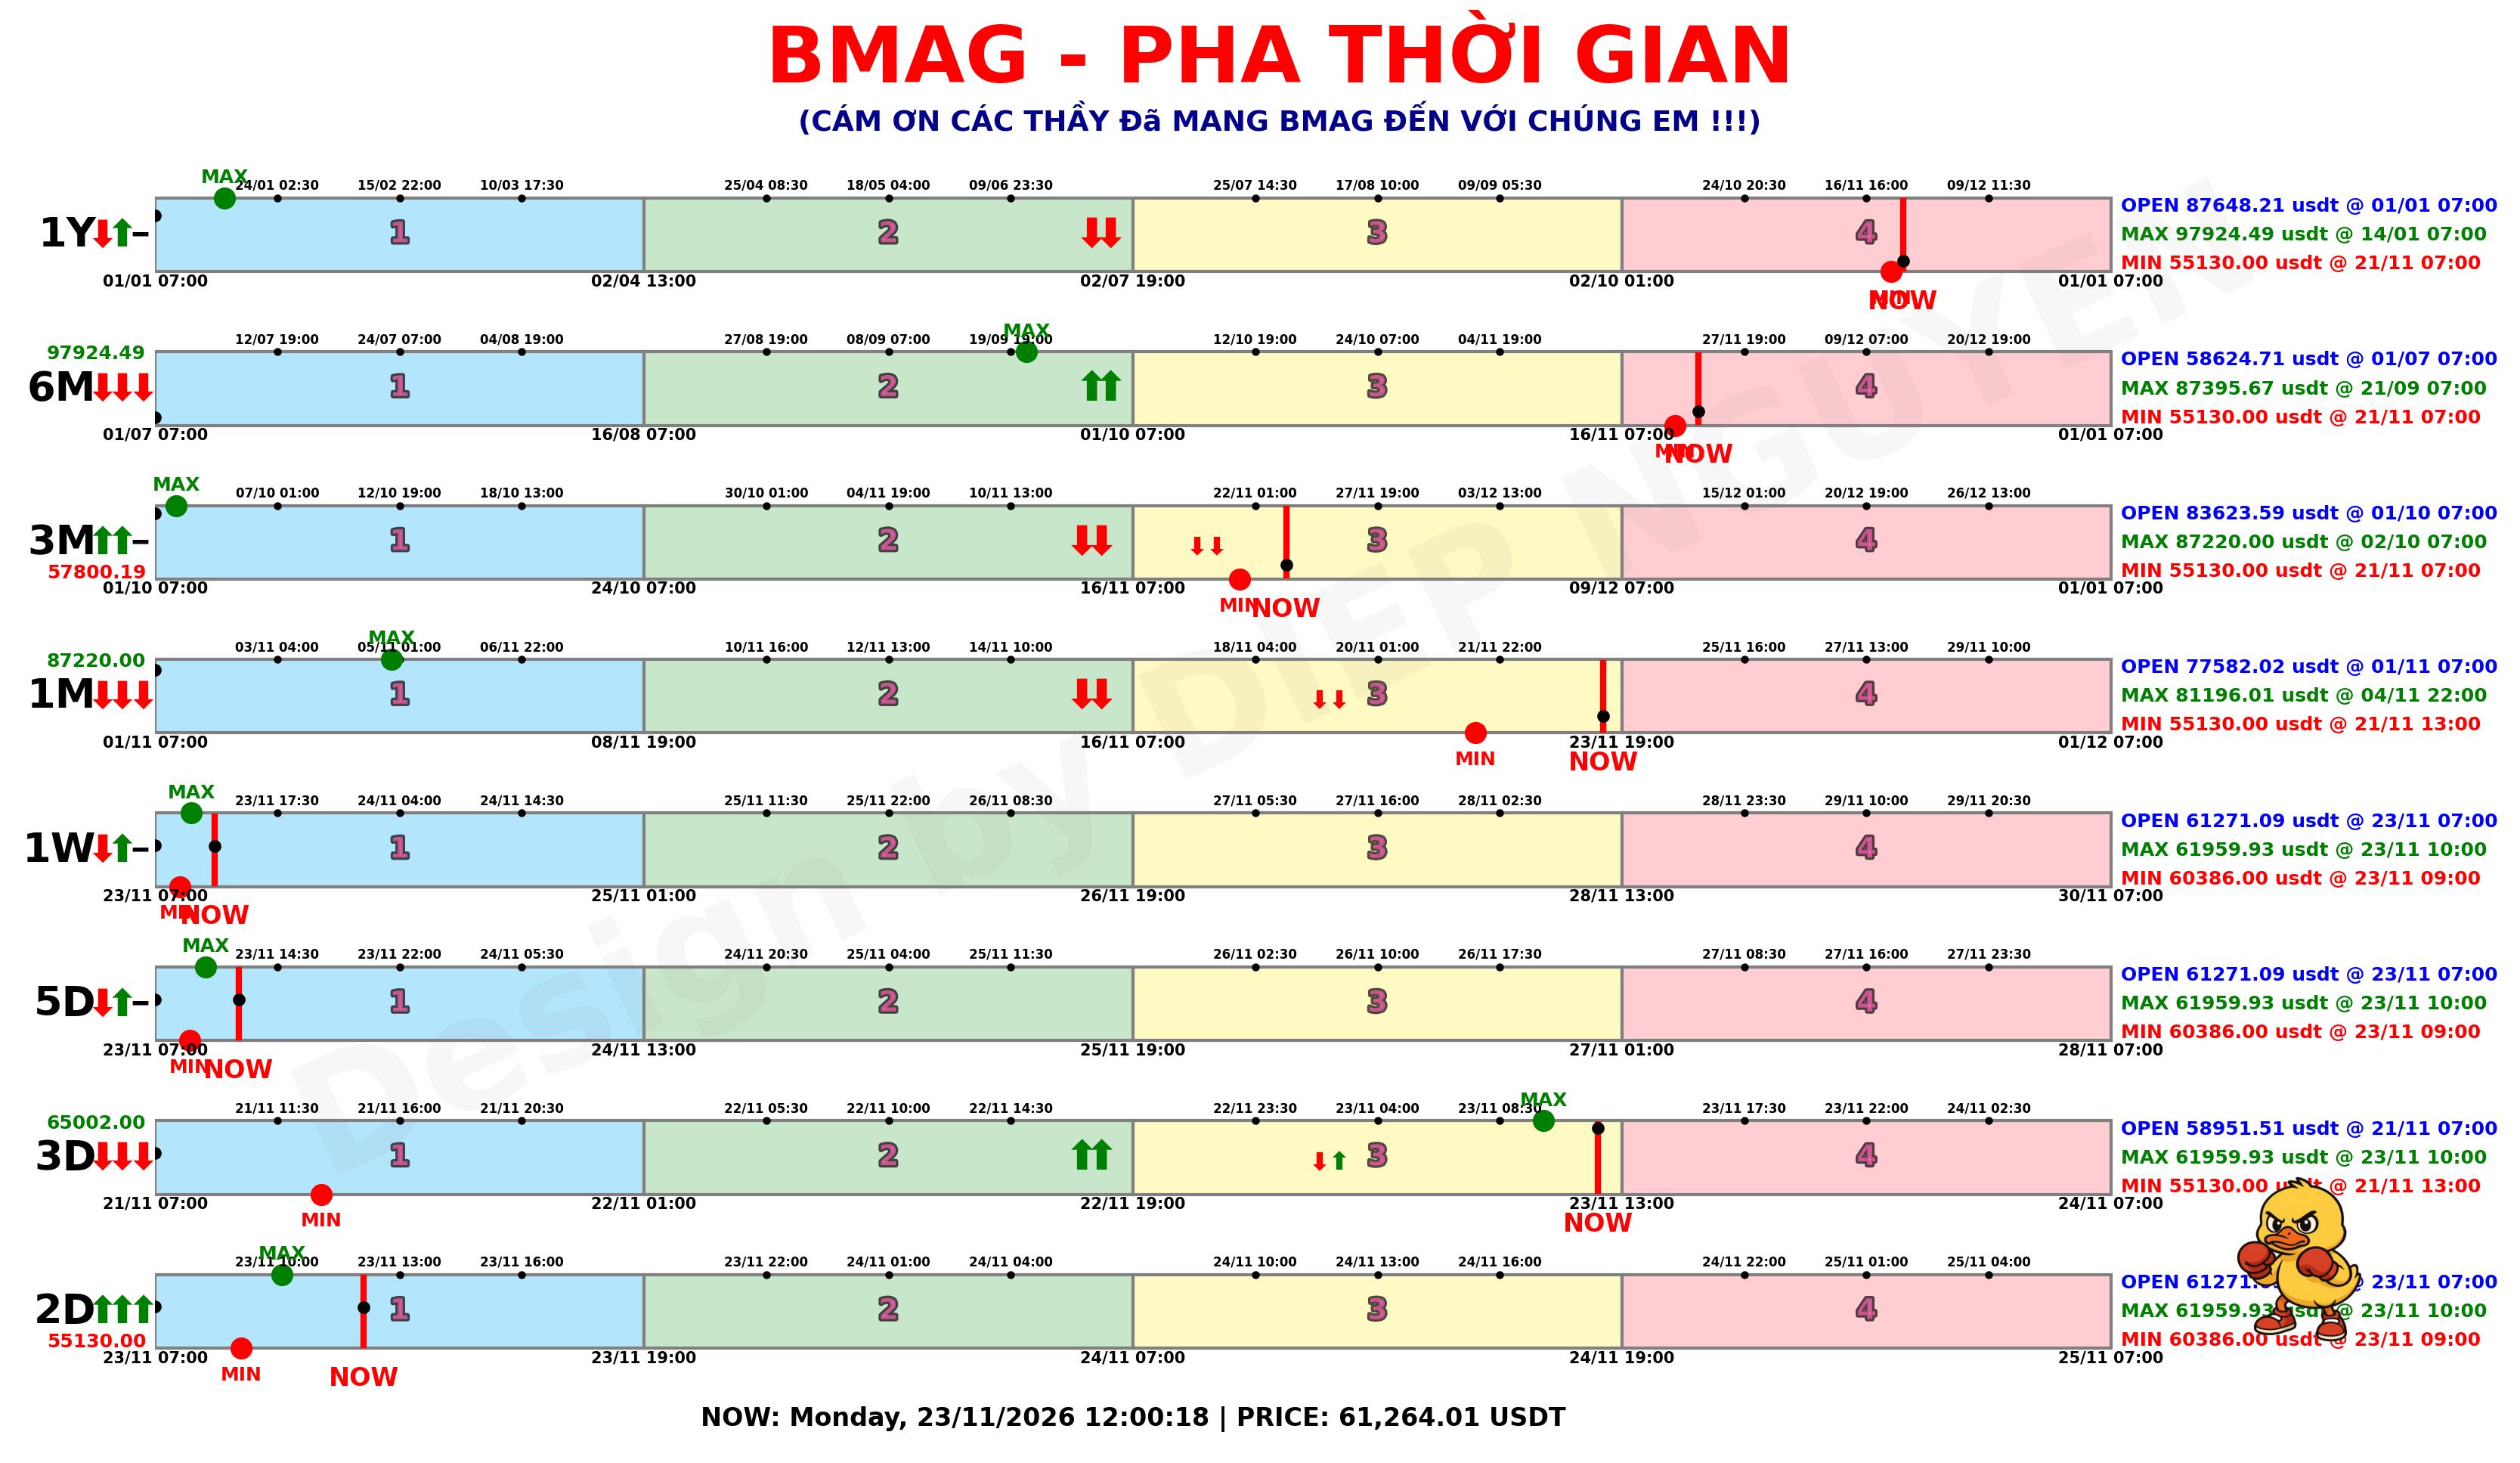 BMAG - PHA THỜI GIAN
(CÁM ƠN CÁC THẦY Đã MANG BMAG ĐẾN VỚI CHÚNG EM !!!)
MAX
24/01 02:30 15/02 22:00 10/03 17:30 25/04 08:30 18/05 04:00 09/06 23:30 25/07 14:30 17/08 10:00 09/09 05:30 24/10 20:30 16/11 16:00 09/12 11:30
OPEN 87648.21 usdt @ 01/01 07:00
1Y⬇⬆– 1 2 ⬇⬇ 3 4
MAX 97924.49 usdt @ 14/01 07:00
MIN 55130.00 usdt @ 21/11 07:00
01/01 07:00 02/04 13:00 02/07 19:00 02/10 01:00 01/01 07:00
MIN NOW
MAX
12/07 19:00 24/07 07:00 04/08 19:00 27/08 19:00 08/09 07:00 19/09 19:00 12/10 19:00 24/10 07:00 04/11 19:00 27/11 19:00 09/12 07:00 20/12 19:00
97924.49
OPEN 58624.71 usdt @ 01/07 07:00
6M⬇⬇⬇ 1 2 ⬆⬆ 3 4
MAX 87395.67 usdt @ 21/09 07:00
MIN 55130.00 usdt @ 21/11 07:00
01/07 07:00 16/08 07:00 01/10 07:00 16/11 07:00 01/01 07:00
MIN NOW
MAX
07/10 01:00 12/10 19:00 18/10 13:00 30/10 01:00 04/11 19:00 10/11 13:00 22/11 01:00 27/11 19:00 03/12 13:00 15/12 01:00 20/12 19:00 26/12 13:00
OPEN 83623.59 usdt @ 01/10 07:00
3M⬆⬆– 1 2 ⬇⬇ ⬇⬇ 3 4
MAX 87220.00 usdt @ 02/10 07:00
57800.19
MIN 55130.00 usdt @ 21/11 07:00
01/10 07:00 24/10 07:00 16/11 07:00 09/12 07:00 01/01 07:00
MIN NOW
MAX
03/11 04:00 05/11 01:00 06/11 22:00 10/11 16:00 12/11 13:00 14/11 10:00 18/11 04:00 20/11 01:00 21/11 22:00 25/11 16:00 27/11 13:00 29/11 10:00
87220.00
OPEN 77582.02 usdt @ 01/11 07:00
1M⬇⬇⬇ 1 2 ⬇⬇ ⬇⬇ 3 4
MAX 81196.01 usdt @ 04/11 22:00
MIN 55130.00 usdt @ 21/11 13:00
01/11 07:00 08/11 19:00 16/11 07:00 23/11 19:00 01/12 07:00
MIN NOW
MAX
23/11 17:30 24/11 04:00 24/11 14:30 25/11 11:30 25/11 22:00 26/11 08:30 27/11 05:30 27/11 16:00 28/11 02:30 28/11 23:30 29/11 10:00 29/11 20:30
OPEN 61271.09 usdt @ 23/11 07:00
1W⬇⬆– 1 2 3 4
MAX 61959.93 usdt @ 23/11 10:00
MIN 60386.00 usdt @ 23/11 09:00
23/11 07:00 25/11 01:00 26/11 19:00 28/11 13:00 30/11 07:00
MIN NOW
MAX
23/11 14:30 23/11 22:00 24/11 05:30 24/11 20:30 25/11 04:00 25/11 11:30 26/11 02:30 26/11 10:00 26/11 17:30 27/11 08:30 27/11 16:00 27/11 23:30
OPEN 61271.09 usdt @ 23/11 07:00
5D⬇⬆– 1 2 3 4
MAX 61959.93 usdt @ 23/11 10:00
MIN 60386.00 usdt @ 23/11 09:00
23/11 07:00 24/11 13:00 25/11 19:00 27/11 01:00 28/11 07:00
MIN NOW
MAX
21/11 11:30 21/11 16:00 21/11 20:30 22/11 05:30 22/11 10:00 22/11 14:30 22/11 23:30 23/11 04:00 23/11 08:30 23/11 17:30 23/11 22:00 24/11 02:30
65002.00
OPEN 58951.51 usdt @ 21/11 07:00
3D⬇⬇⬇ 1 2 ⬆⬆ ⬇⬆ 3 4
MAX 61959.93 usdt @ 23/11 10:00
MIN 55130.00 usdt @ 21/11 13:00
21/11 07:00 22/11 01:00 22/11 19:00 23/11 13:00 24/11 07:00
MIN NOW
MAX
23/11 10:00 23/11 13:00 23/11 16:00 23/11 22:00 24/11 01:00 24/11 04:00 24/11 10:00 24/11 13:00 24/11 16:00 24/11 22:00 25/11 01:00 25/11 04:00
OPEN 23/11 07:00
2D⬆⬆⬆ 1 2 3 4
MAX 61959.93 usdt @ 23/11 10:00
55130.00
MIN 60386.00 usdt @ 23/11 09:00
23/11 07:00 23/11 19:00 24/11 07:00 24/11 19:00 25/11 07:00
MIN NOW
NOW: Monday, 23/11/2026 12:00:18 | PRICE: 61,264.01 USDT
Design by DIEP NGUYEN